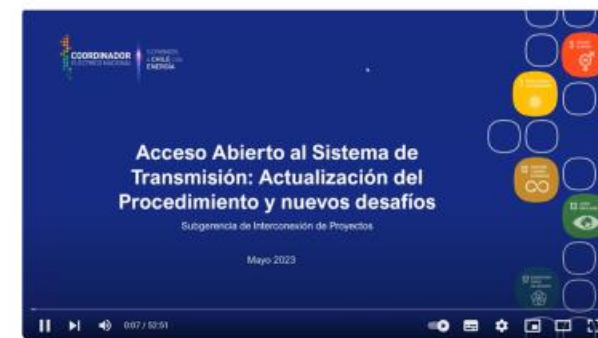 COORDINADOR
ELÉCTRICO NACIONAL
ENERGÍA
Acceso Abierto al Sistema de
Transmisión: Actualización del
Procedimiento y nuevos desafíos
Subgerencia de Interconexión de Proyectos
Mayo 2023
0:07 / 52:51